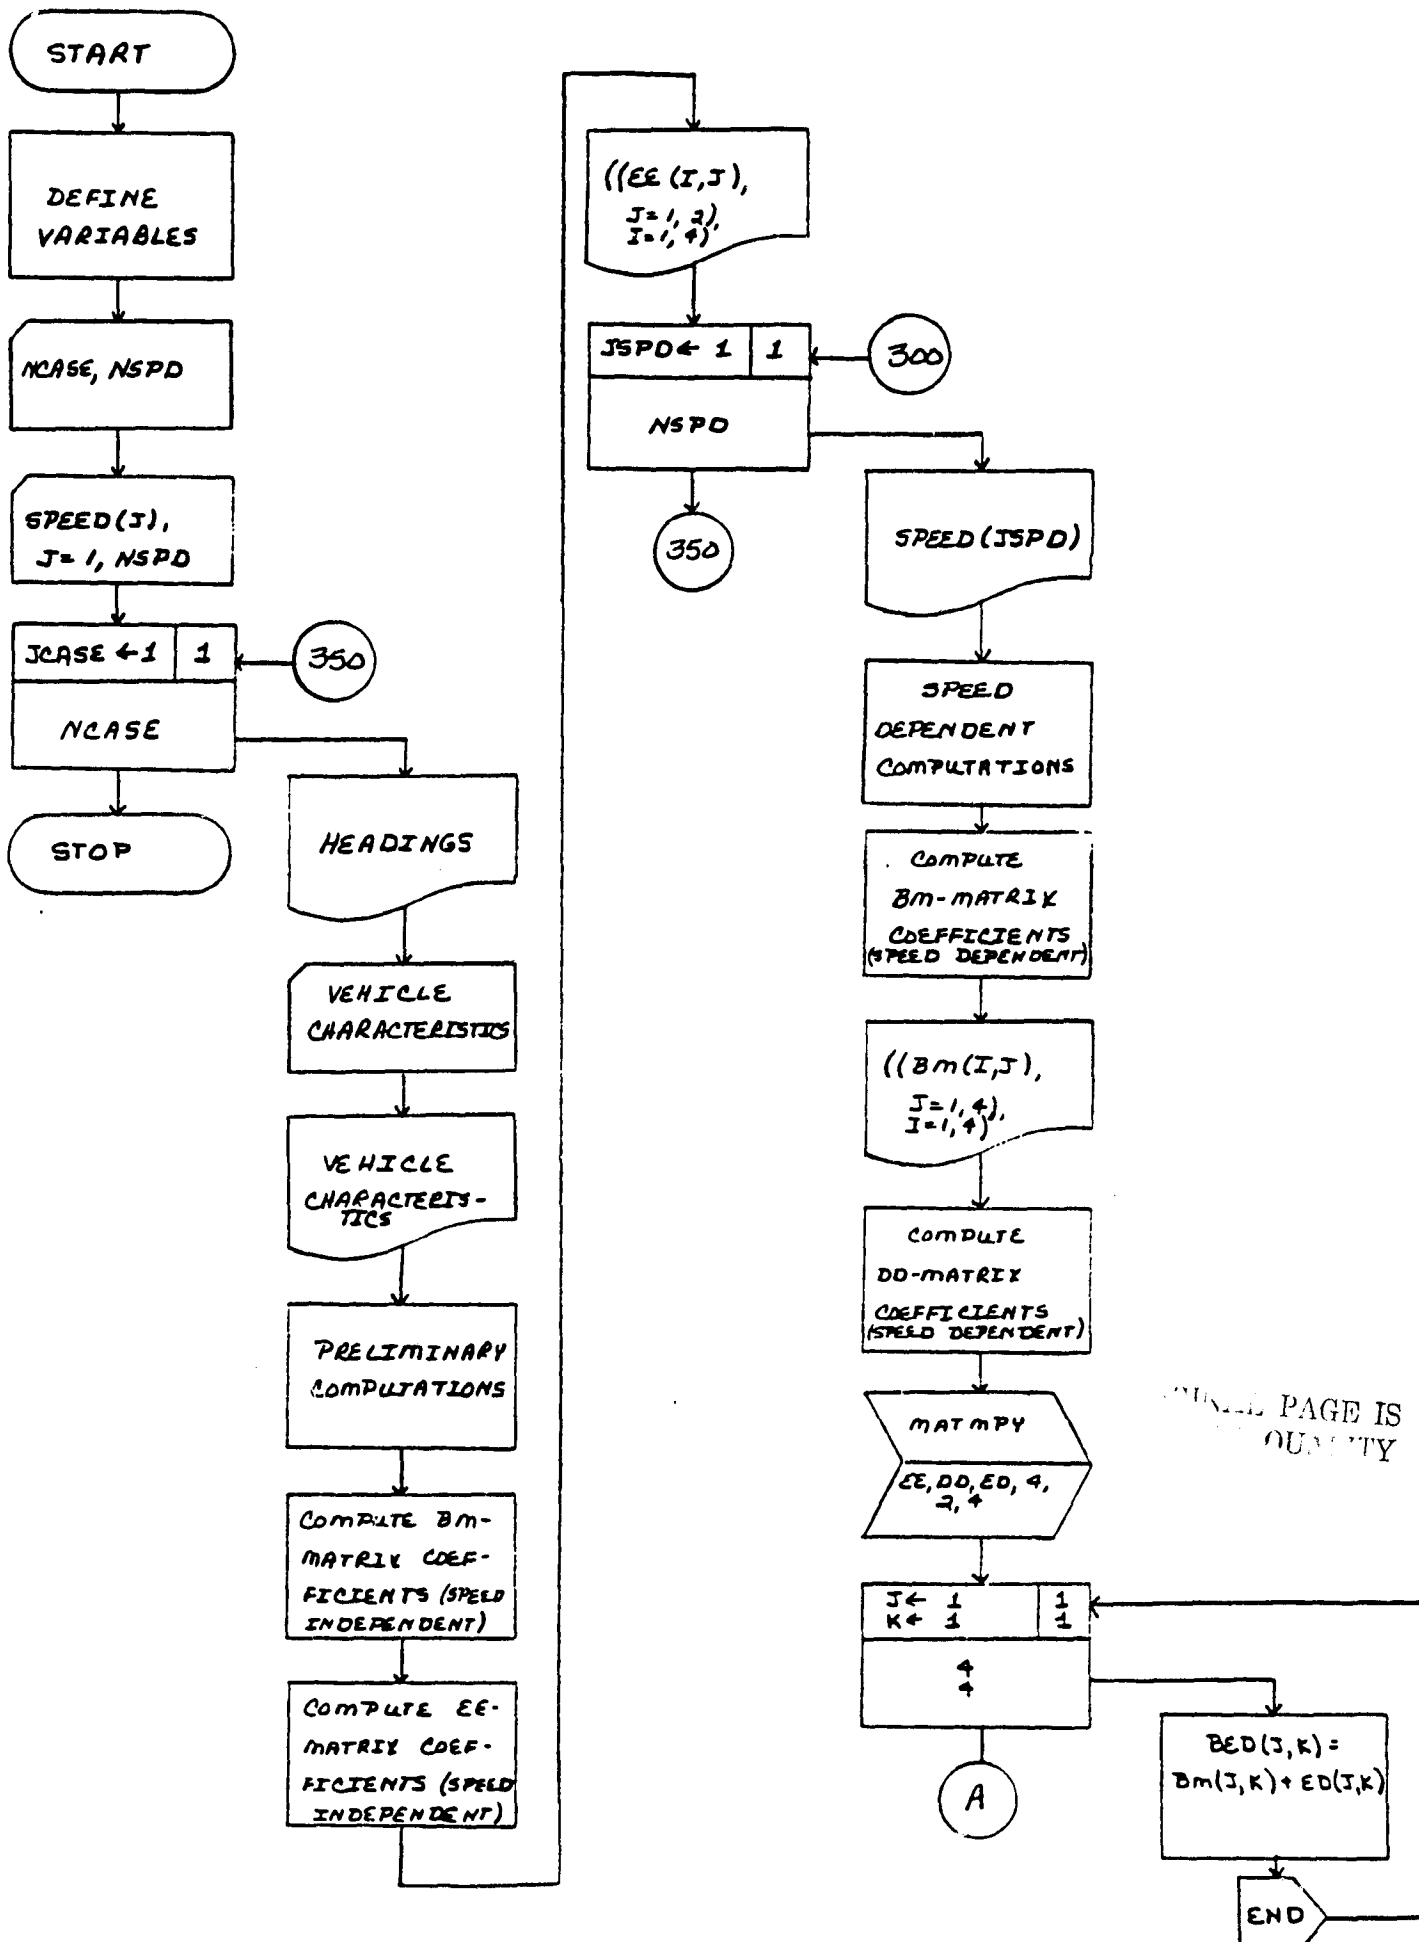 START
DEFINE
VARIABLES
NCASE, NSPD
SPEED(J),
J= 1, NSPD
JCASE ← 1 1
350
NCASE
STOP
HEADINGS
VEHICLE
CHARACTERISTICS
VEHICLE
CHARACTERIS-
TICS
PRELIMINARY
COMPUTATIONS
COMPUTE BM-
MATRIX COEF-
FICIENTS (SPEED
INDEPENDENT)
COMPUTE EE-
MATRIX COEF-
FICIENTS (SPEED
INDEPENDENT)
((EE(I,J),
J=1, 2),
I=1, 4)
JSPD ← 1 1
300
NSPD
350
SPEED(JSPD)
SPEED
DEPENDENT
COMPUTATIONS
COMPUTE
BM-MATRIX
COEFFICIENTS
(SPEED DEPENDENT)
((BM(I,J),
J=1, 4),
I=1, 4)
COMPUTE
DD-MATRIX
COEFFICIENTS
(SPEED DEPENDENT)
MATMPY
EE, DD, ED, 4,
2, 4
J ← 1 1
K ← 1 1
4
4
A
BED(J,K) =
BM(J,K) + ED(J,K)
END
PAGE IS